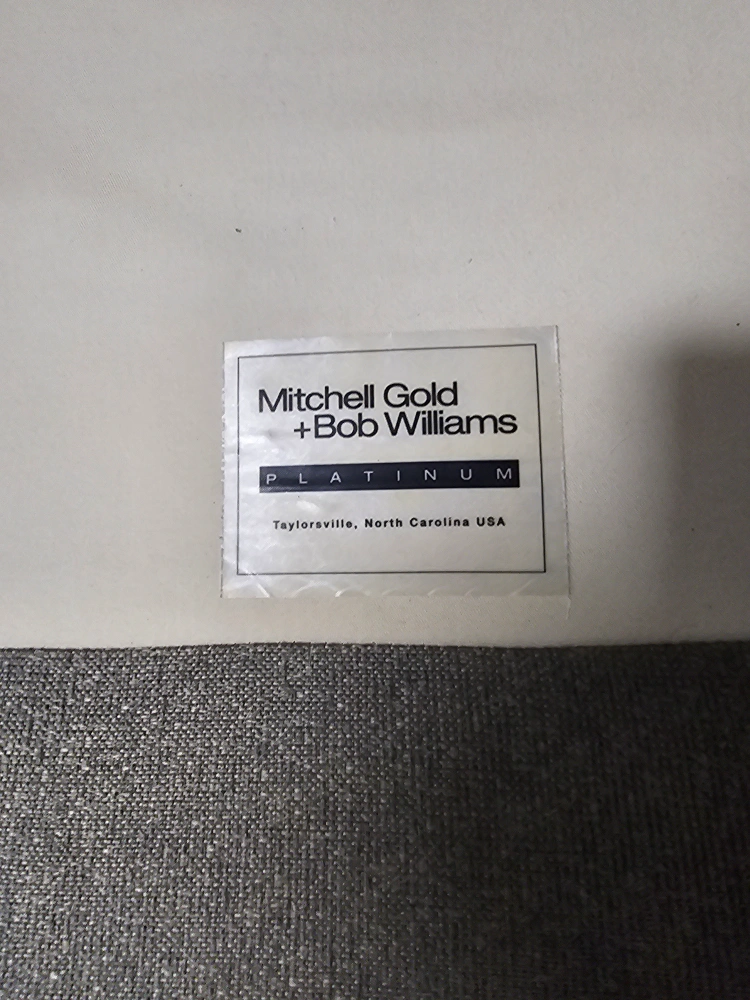 Mitchell Gold
+Bob Williams
PLATINUM
Taylorsville, North Carolina USA